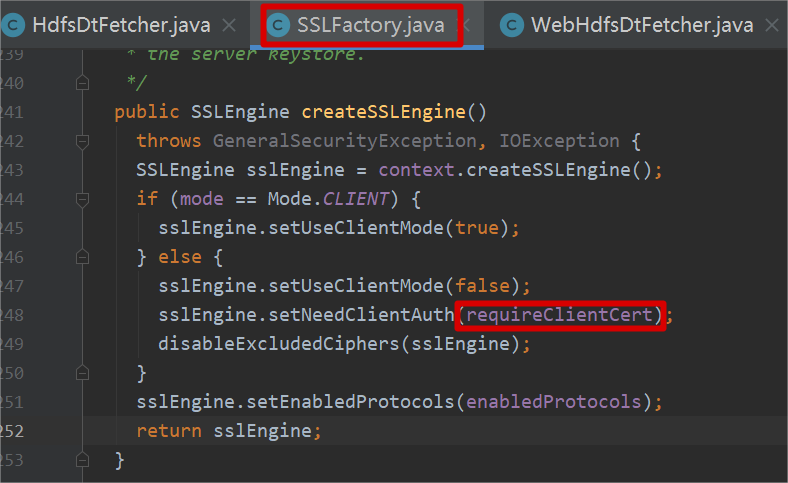 HdfsDtFetcher.java SSLFactory.java WebHdfsDtFetcher.java
239 * the server keystore.
240 */
241 public SSLEngine createSSLEngine()
242 throws GeneralSecurityException, IOException {
243 SSLEngine sslEngine = context.createSSLEngine();
244 if (mode == Mode.CLIENT) {
245 sslEngine.setUseClientMode(true);
246 } else {
247 sslEngine.setUseClientMode(false);
248 sslEngine.setNeedClientAuth(requireClientCert);
249 disableExcludedCiphers(sslEngine);
250 }
251 sslEngine.setEnabledProtocols(enabledProtocols);
252 return sslEngine;
253 }